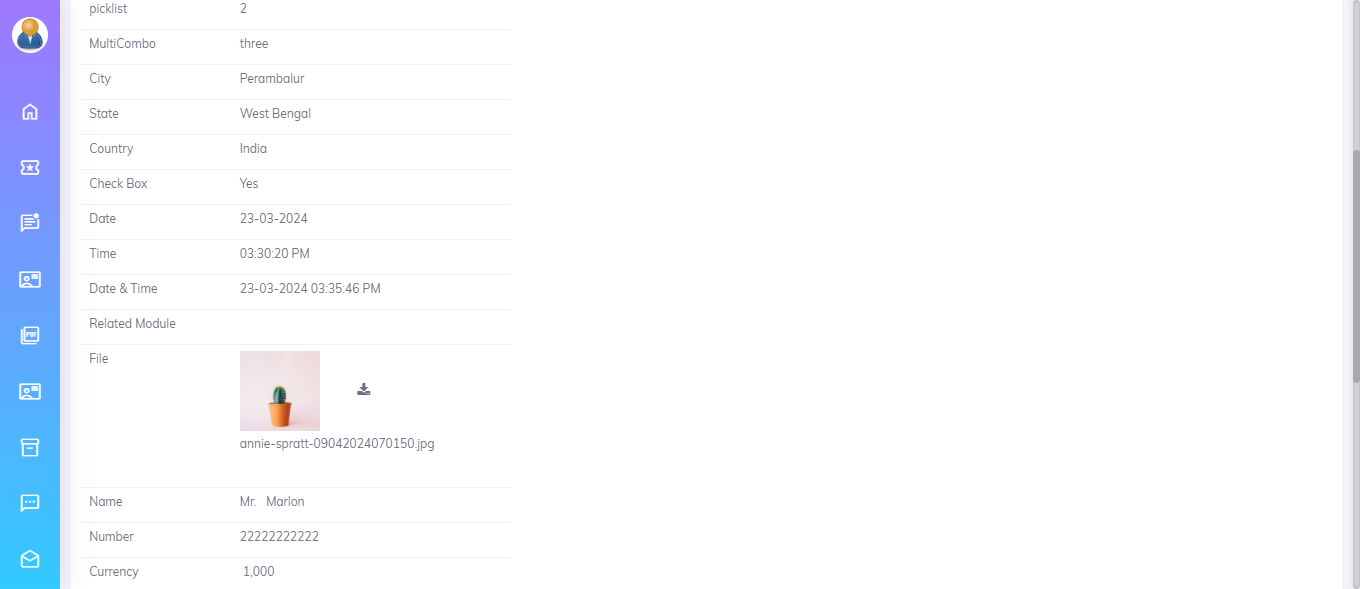 picklist 2
MultiCombo three
City Perambalur
State West Bengal
Country India
Check Box Yes
Date 23-03-2024
Time 03:30:20 PM
Date & Time 23-03-2024 03:35:46 PM
Related Module
File
annie-spratt-09042024070150.jpg
Name Mr. Marlon
Number 22222222222
Currency 1,000
PDF